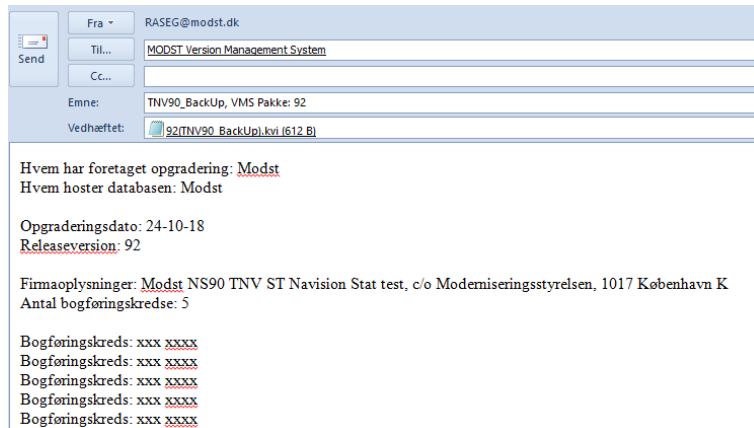 Fra
RASEG@modst.dk
Send
Til...
MODST Version Management System
Cc...
Emne:
TNV90_BackUp, VMS Pakke: 92
Vedhæftet:
92(TNV90_BackUp).kvi (612 B)
Hvem har foretaget opgradering: Modst
Hvem hoster databasen: Modst
Opgraderingsdato: 24-10-18
Releaseversion: 92
Firmaoplysninger: Modst NS90 TNV ST Navision Stat test, c/o Moderniseringsstyrelsen, 1017 København K
Antal bogføringskredse: 5
Bogføringskreds: xxx xxxx
Bogføringskreds: xxx xxxx
Bogføringskreds: xxx xxxx
Bogføringskreds: xxx xxxx
Bogføringskreds: xxx xxxx